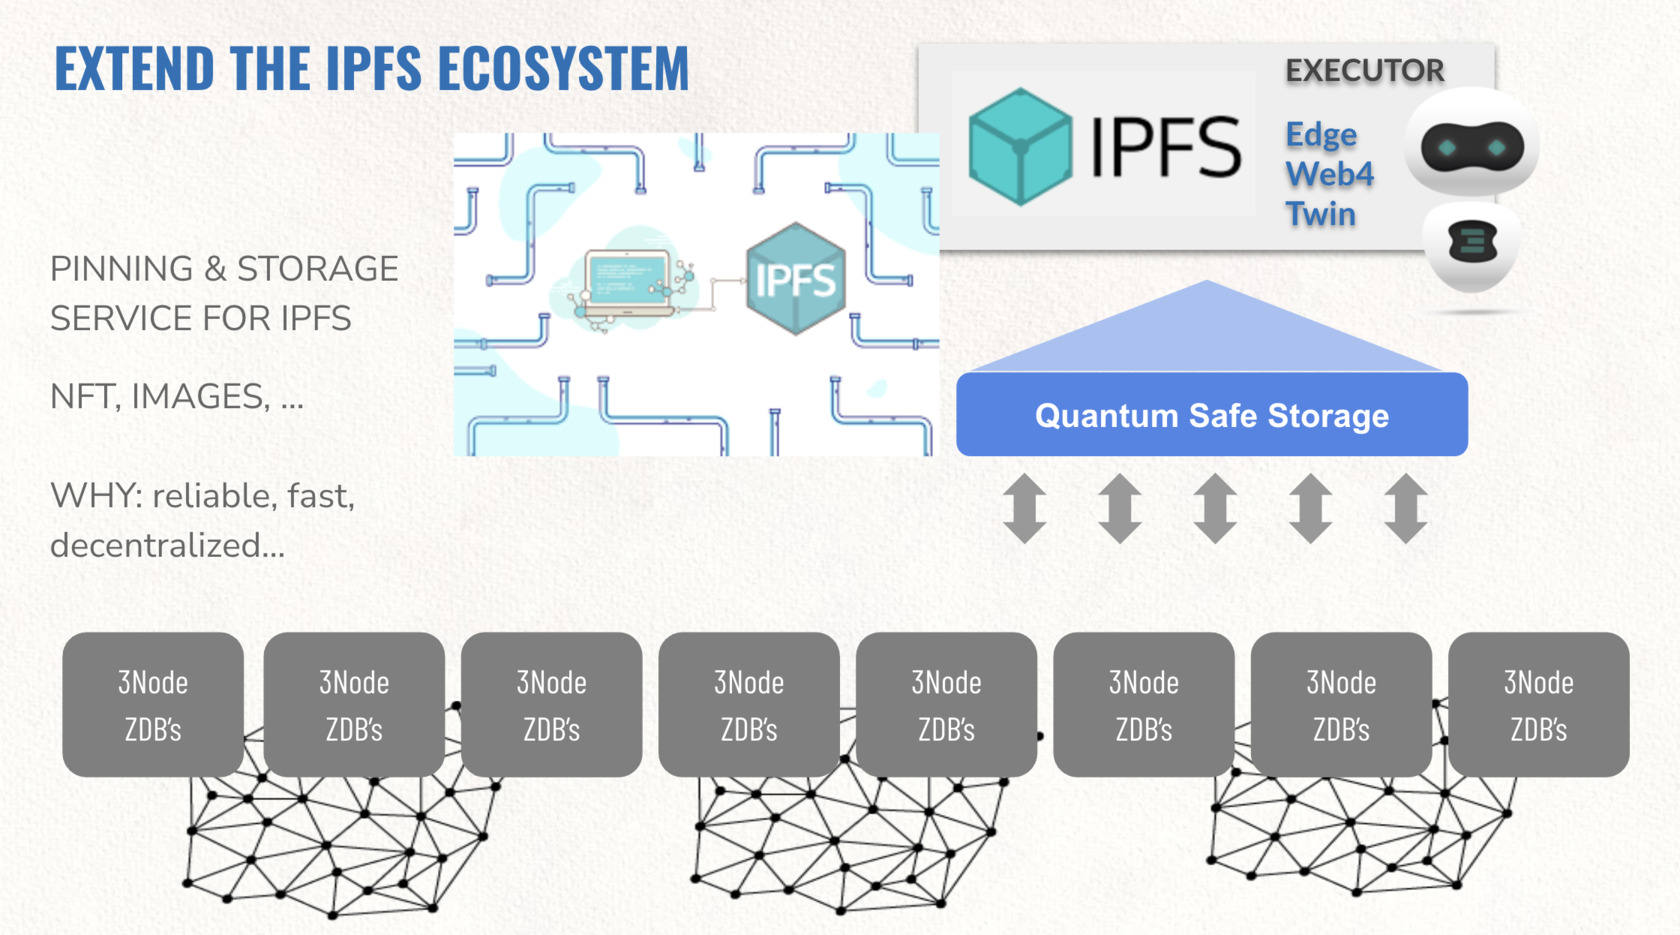 EXTEND THE IPFS ECOSYSTEM
PINNING & STORAGE
SERVICE FOR IPFS
NFT, IMAGES, ...
WHY: reliable, fast,
decentralized...
IPFS
IPFS
EXECUTOR
Edge
Web4
Twin
Quantum Safe Storage
3Node
ZDB's
3Node
ZDB's
3Node
ZDB's
3Node
ZDB's
3Node
ZDB's
3Node
ZDB's
3Node
ZDB's
3Node
ZDB's